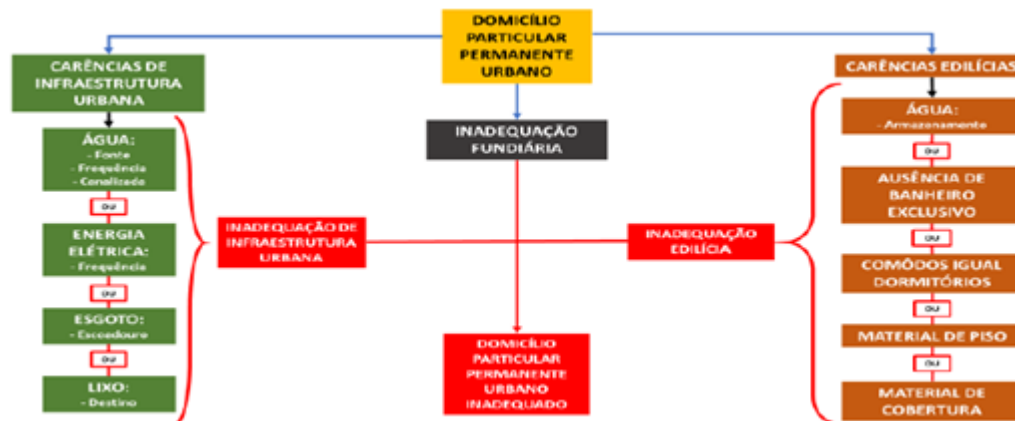 DOMICÍLIO
PARTICULAR
PERMANENTE
URBANO
CARÊNCIAS DE
INFRAESTRUTURA
URBANA
ÁGUA:
- Fonte
- Frequência
- Canalizada
OU
ENERGIA
ELÉTRICA:
- Frequência
OU
ESGOTO:
- Escoadouro
OU
LIXO:
- Destino
INADEQUAÇÃO DE
INFRAESTRUTURA
URBANA
INADEQUAÇÃO
FUNDIÁRIA
DOMICÍLIO
PARTICULAR
PERMANENTE
URBANO
INADEQUADO
INADEQUAÇÃO
EDILÍCIA
CARÊNCIAS EDILÍCIAS
ÁGUA:
- Armazonamento
OU
AUSÊNCIA DE
BANHEIRO
EXCLUSIVO
OU
COMÔDOS IGUAL
DORMITÓRIOS
OU
MATERIAL DE PISO
OU
MATERIAL DE
COBERTURA